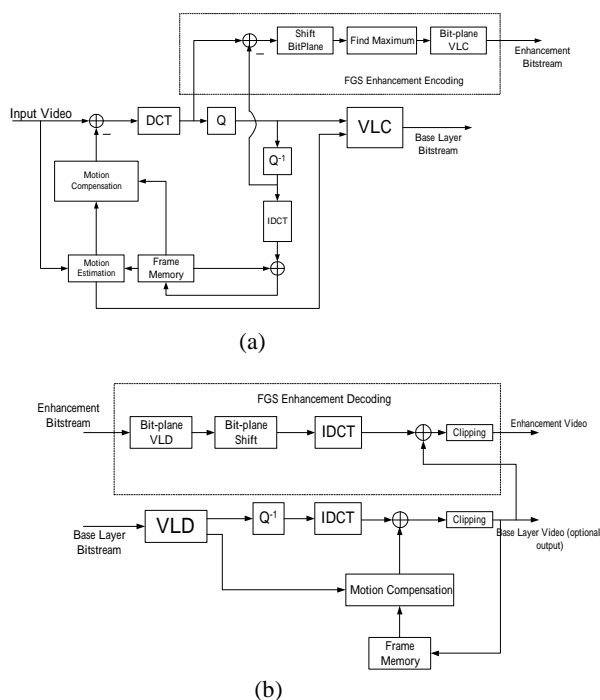 Shift
BitPlane
Find Maximum
Bit-plane
VLC
Enhancement
Bitstream
FGS Enhancement Encoding
Input Video
DCT
Q
VLC
Base Layer
Bitstream
Q-1
Motion
Compensation
IDCT
Motion
Estimation
Frame
Memory
(a)
FGS Enhancement Decoding
Enhancement
Bitstream
Bit-plane
VLD
Bit-plane
Shift
IDCT
Clipping
Enhancement Video
Base Layer
Bitstream
VLD
Q-1
IDCT
Clipping
Base Layer Video (optional
output)
Motion Compensation
Frame
Memory
(b)